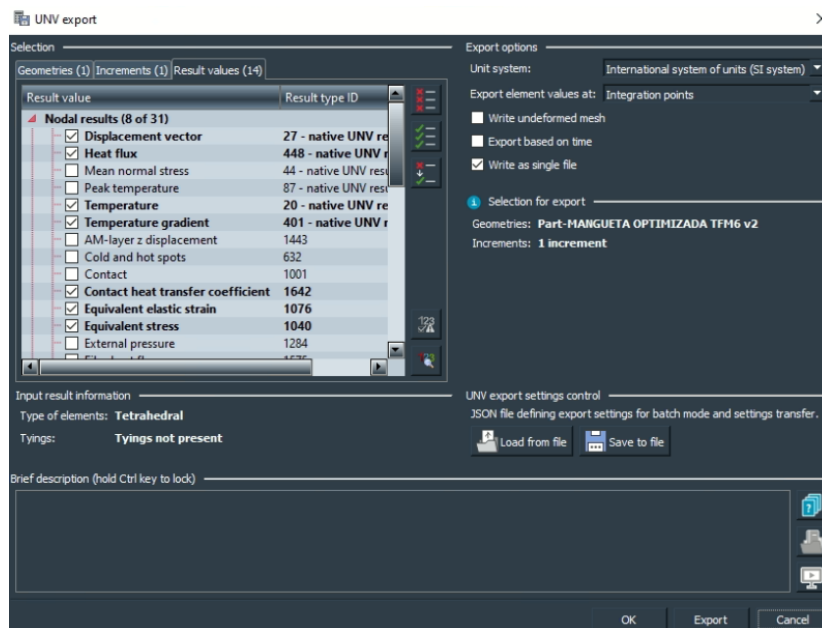 UNV export
Selection
Geometries (1) Increments (1) Result values (14)
Result value Result type ID
Nodal results (8 of 31)
Displacement vector 27 - native UNV re
Heat flux 448 - native UNV r
Mean normal stress 44 - native UNV resu
Peak temperature 87 - native UNV resu
Temperature 20 - native UNV re
Temperature gradient 401 - native UNV r
AM-layer z displacement 1443
Cold and hot spots 632
Contact 1001
Contact heat transfer coefficient 1642
Equivalent elastic strain 1076
Equivalent stress 1040
External pressure 1284
Input result information
Type of elements: Tetrahedral
Tyings: Tyings not present
Export options
Unit system: International system of units (SI system)
Export element values at: Integration points
Write undeformed mesh
Export based on time
Write as single file
Selection for export
Geometries: Part-MANGUETA OPTIMIZADA TFM6 v2
Increments: 1 increment
UNV export settings control
JSON file defining export settings for batch mode and settings transfer.
Load from file Save to file
Brief description (hold Ctrl key to lock)
OK Export Cancel